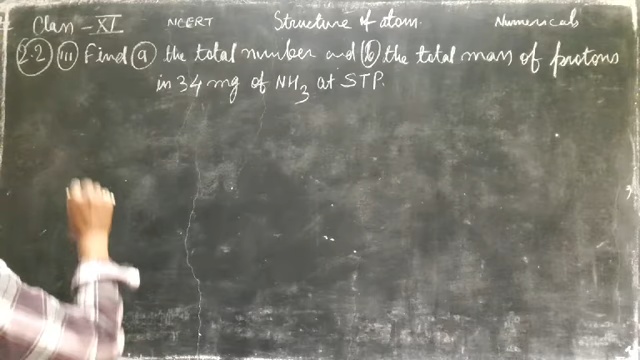 Class - XI NCERT Structure of atom. Numericals
2.2 (iii) Find (a) the total number and (b) the total mass of protons
in 34 mg of NH3 at STP.